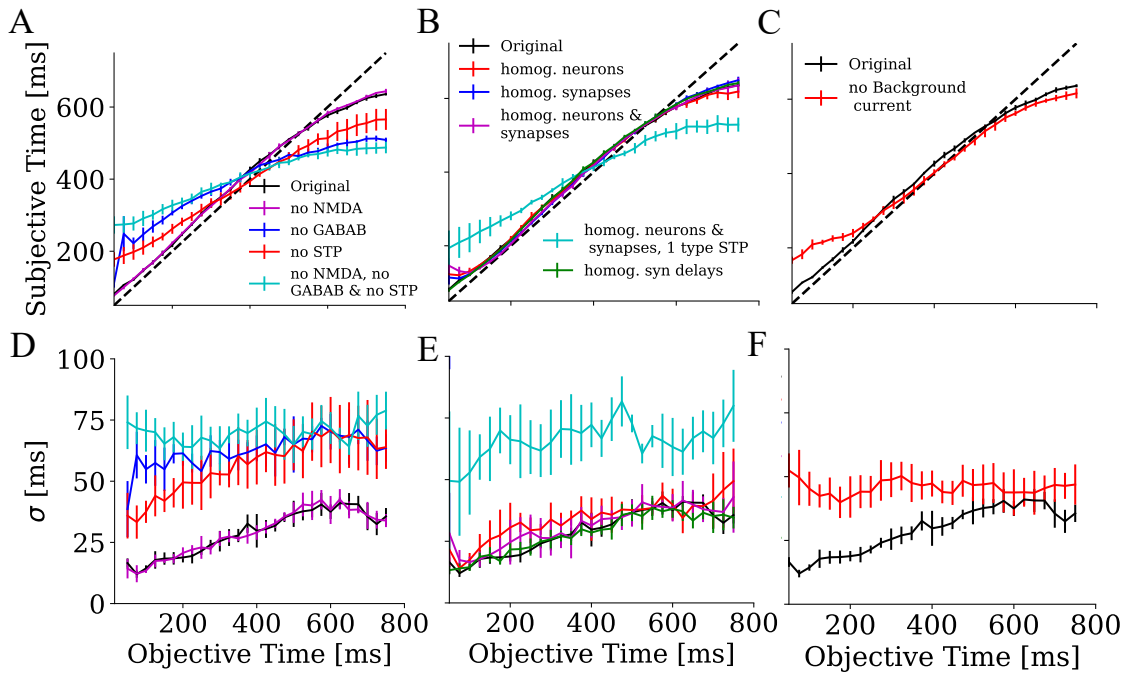 A
B
C
Subjective Time [ms]
600
400
200
Original
no NMDA
no GABAB
no STP
no NMDA, no
GABAB & no STP
Original
homog. neurons
homog. synapses
homog. neurons &
synapses
homog. neurons &
synapses, 1 type STP
homog. syn delays
Original
no Background
current
D
E
F
σ [ms]
100
75
50
25
0
200
400
600
800
Objective Time [ms]
200
400
600
800
Objective Time [ms]
200
400
600
800
Objective Time [ms]